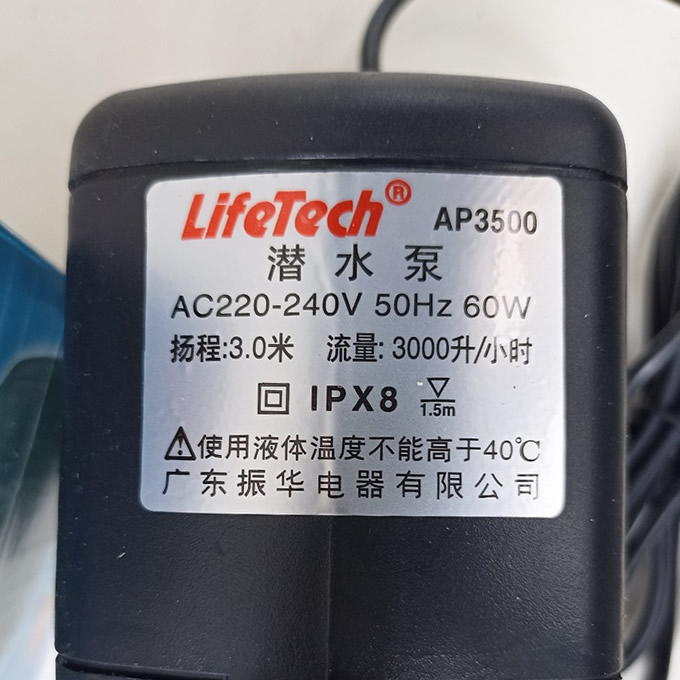 LifeTech® AP3500
潜水泵
AC220-240V 50Hz 60W
扬程:3.0米 流量: 3000升/小时
IPX8 1.5m
使用液体温度不能高于40℃
广东振华电器有限公司